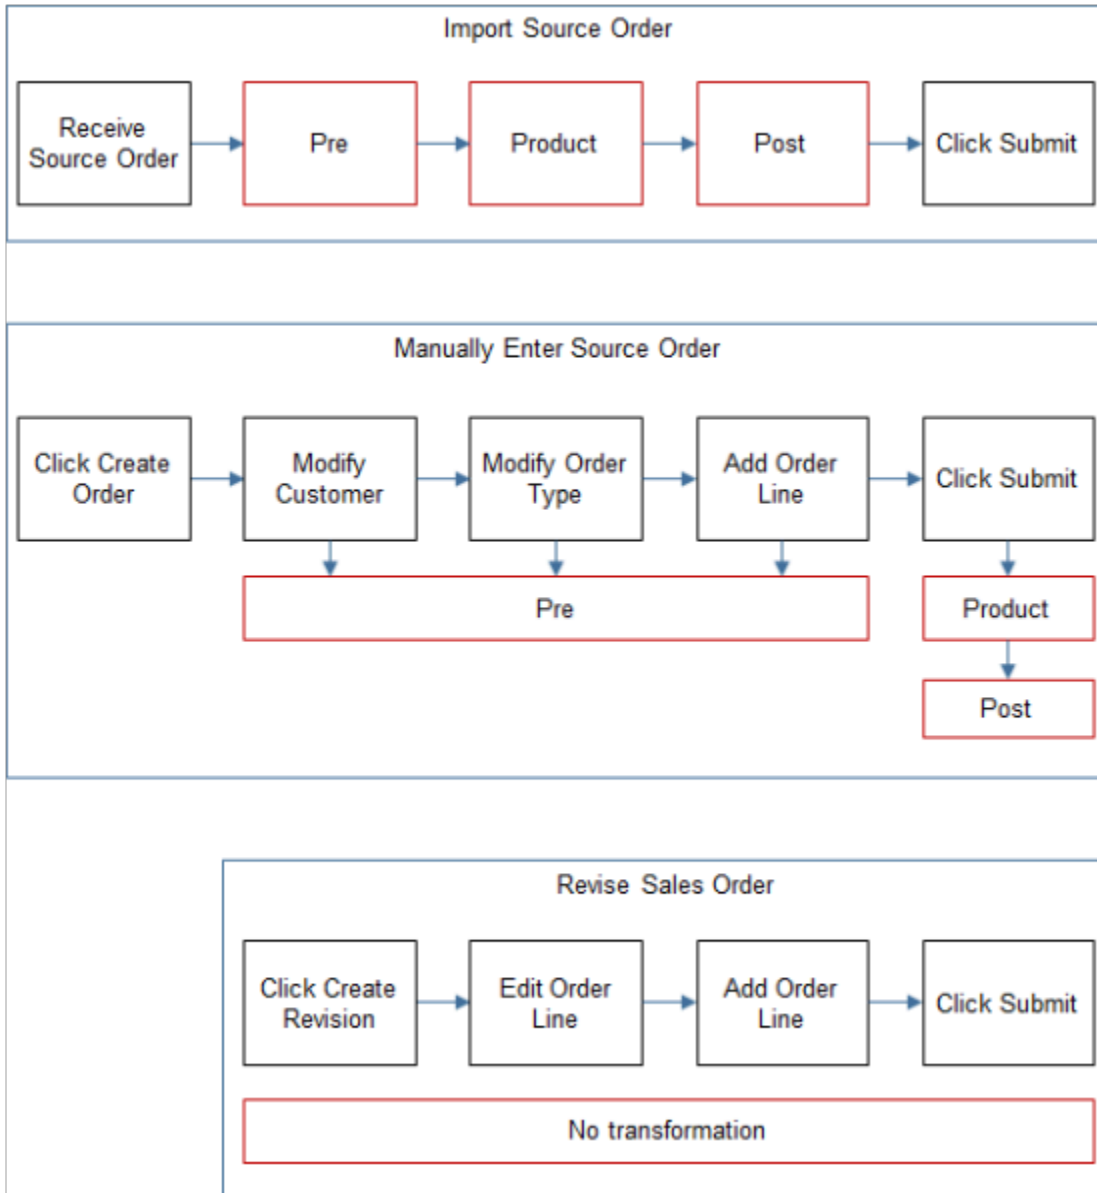 Import Source Order
Receive
Source Order
Pre
Product
Post
Click Submit
Manually Enter Source Order
Click Create
Order
Modify
Customer
Modify Order
Type
Add Order
Line
Click Submit
Pre
Product
Post
Revise Sales Order
Click Create
Revision
Edit Order
Line
Add Order
Line
Click Submit
No transformation